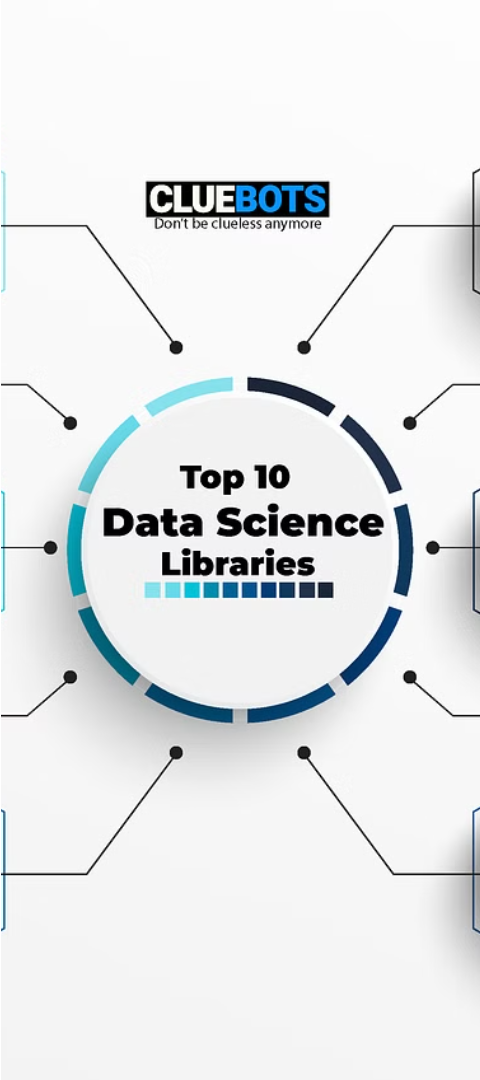 CLUEBOTS
Don't be clueless anymore
Top 10
Data Science
Libraries